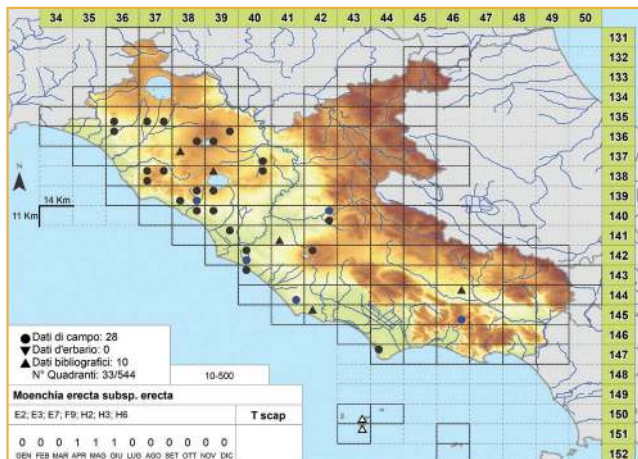 34 35 36 37 38 39 40 41 42 43 44 45 46 47 48 49 50
131
132
133
134
135
136
137
138
139
140
141
142
143
144
145
146
147
148
149
150
151
152
N
14 Km
11 Km
Dati di campo: 28
Dati d'erbario: 0
Dati bibliografici: 10
N° Quadranti: 33/544
10-500
Moenchia erecta subsp. erecta
E2; E3; E7; F9; H2; H3; H6
T scap
0 0 0 1 1 1 0 0 0 0 0 0
GEN FEB MAR APR MAG GIU LUG AGO SET OTT NOV DIC